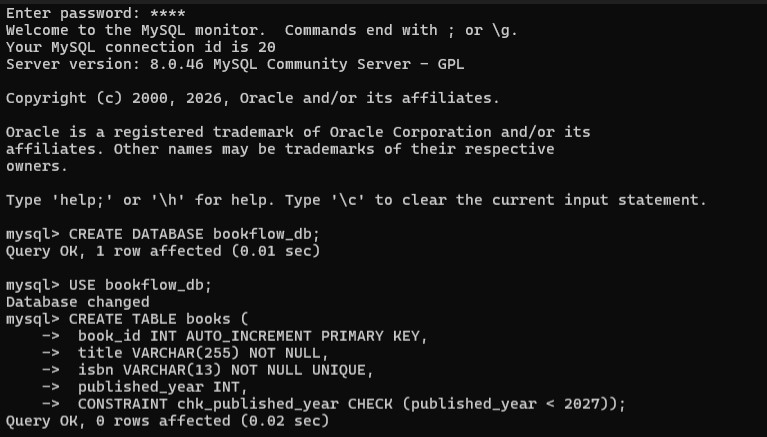 Enter password: ****
Welcome to the MySQL monitor.  Commands end with ; or \g.
Your MySQL connection id is 20
Server version: 8.0.46 MySQL Community Server - GPL

Copyright (c) 2000, 2026, Oracle and/or its affiliates.

Oracle is a registered trademark of Oracle Corporation and/or its
affiliates. Other names may be trademarks of their respective
owners.

Type 'help;' or '\h' for help. Type '\c' to clear the current input statement.

mysql> CREATE DATABASE bookflow_db;
Query OK, 1 row affected (0.01 sec)

mysql> USE bookflow_db;
Database changed
mysql> CREATE TABLE books (
    ->  book_id INT AUTO_INCREMENT PRIMARY KEY,
    ->  title VARCHAR(255) NOT NULL,
    ->  isbn VARCHAR(13) NOT NULL UNIQUE,
    ->  published_year INT,
    ->  CONSTRAINT chk_published_year CHECK (published_year < 2027));
Query OK, 0 rows affected (0.02 sec)